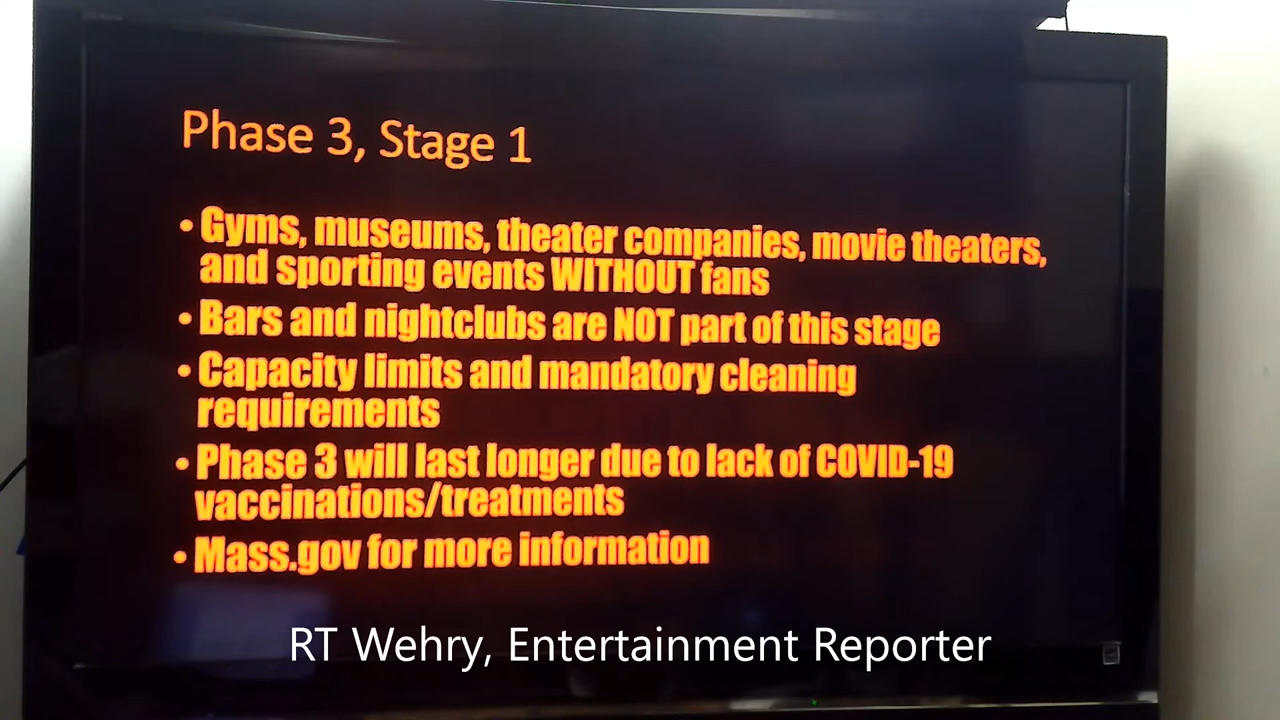 Phase 3, Stage 1
• Gyms, museums, theater companies, movie theaters,
and sporting events WITHOUT fans
• Bars and nightclubs are NOT part of this stage
• Capacity limits and mandatory cleaning
requirements
• Phase 3 will last longer due to lack of COVID-19
vaccinations/treatments
• Mass.gov for more information
RT Wehry, Entertainment Reporter